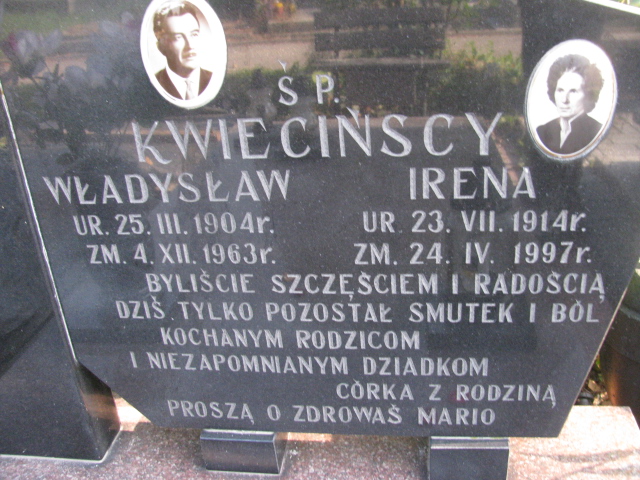 Ś P.
KWIECIŃSCY
WŁADYSŁAW IRENA
UR. 25. III. 1904r. UR. 23. VII. 1914r.
ZM. 4. XII. 1963r. ZM. 24. IV. 1997r.
BYLIŚCIE SZCZĘŚCIEM I RADOŚCIĄ
DZIŚ TYLKO POZOSTAŁ SMUTEK I BÓL
KOCHANYM RODZICOM
I NIEZAPOMNIANYM DZIADKOM
CÓRKA Z RODZINĄ
PROSZĄ O ZDROWAŚ MARIO